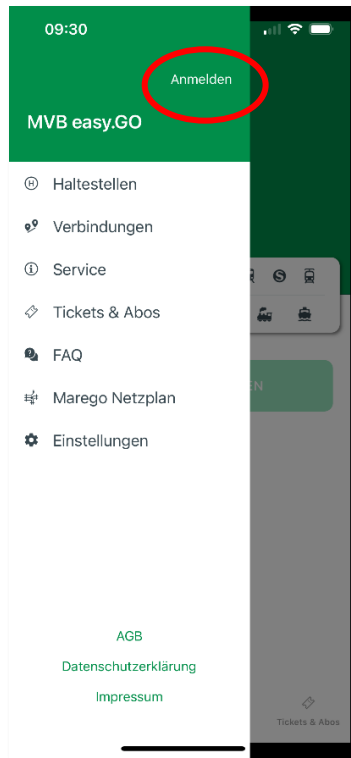 09:30
Anmelden
MVB easy.GO
Haltestellen
Verbindungen
Service
Tickets & Abos
FAQ
Marego Netzplan
Einstellungen
EN
AGB
Datenschutzerklärung
Impressum
Tickets & Abos